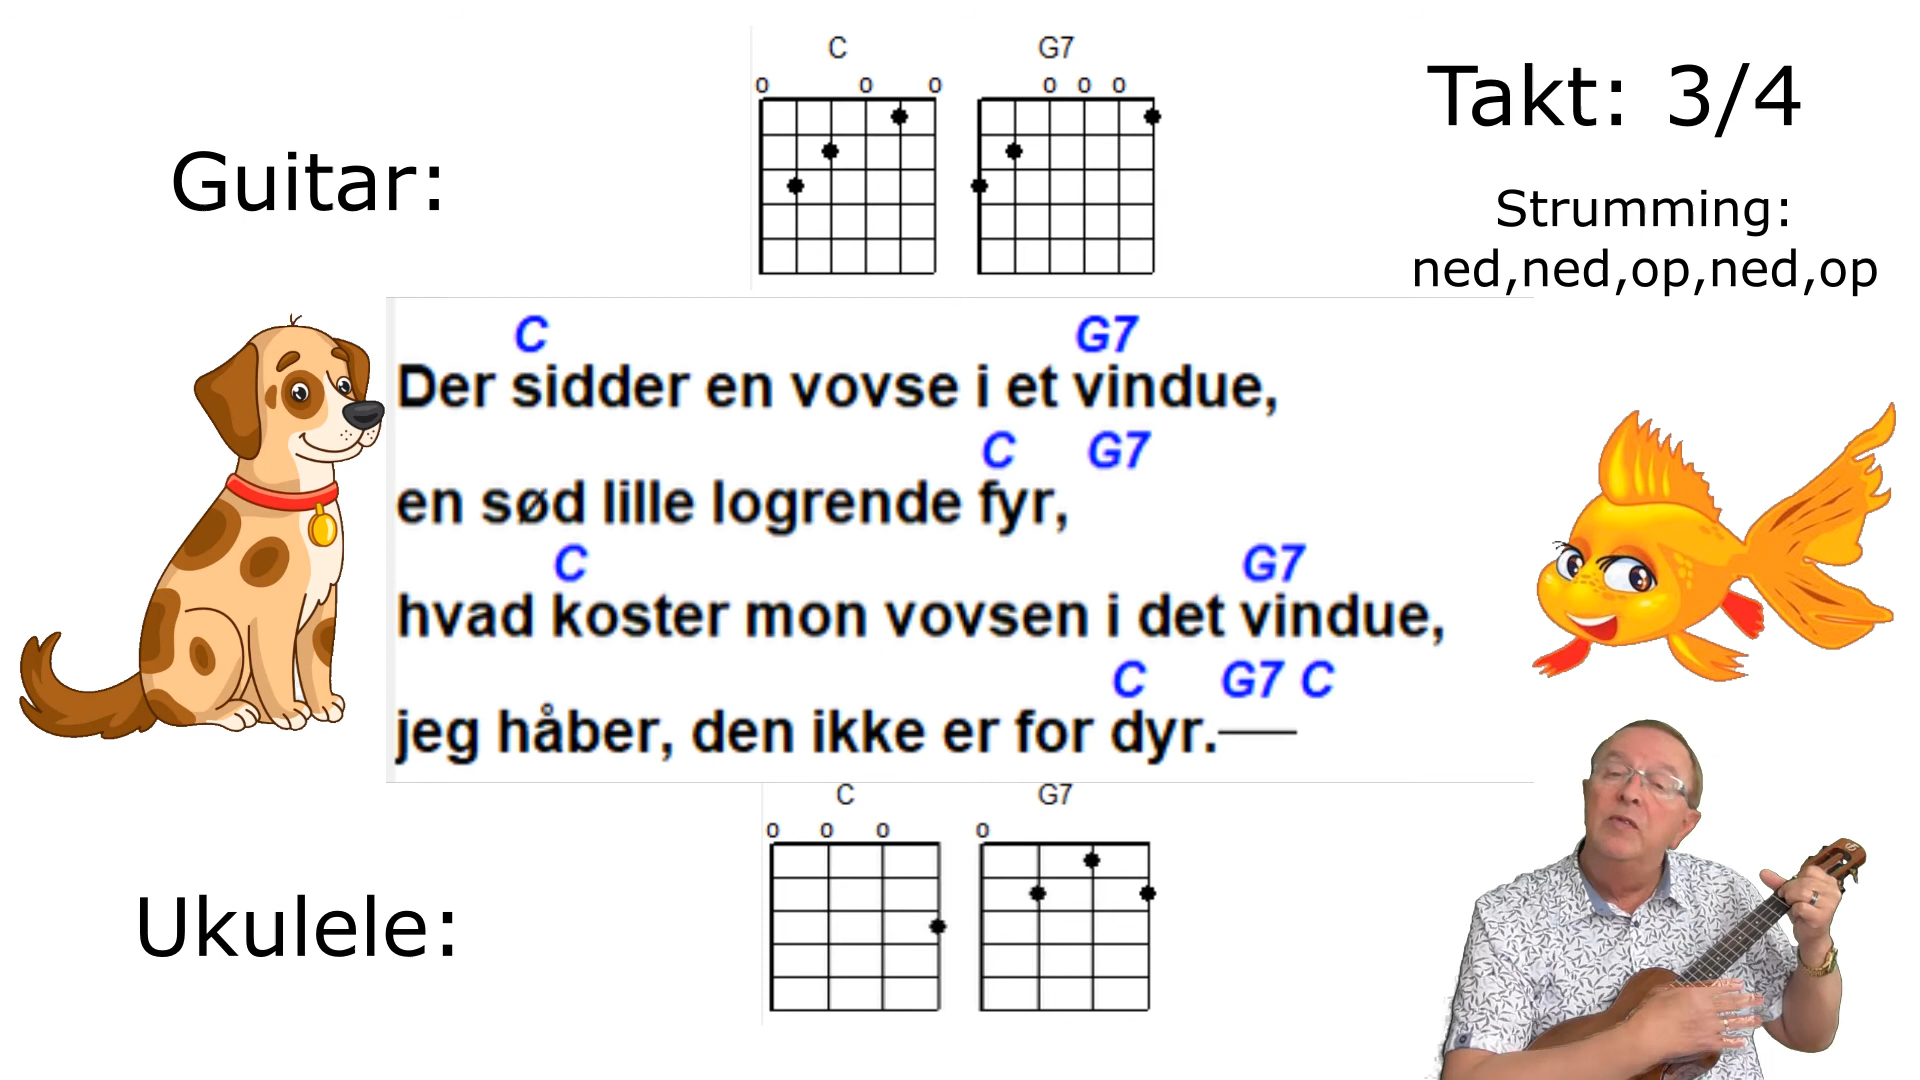 C G7
o o o o o o
Takt: 3/4
Guitar:
Strumming:
ned,ned,op,ned,op
C G7
Der sidder en vovse i et vindue,
C G7
en sød lille logrende fyr,
C G7
hvad koster mon vovsen i det vindue,
C G7 C
jeg håber, den ikke er for dyr.
C G7
o o o o
Ukulele: